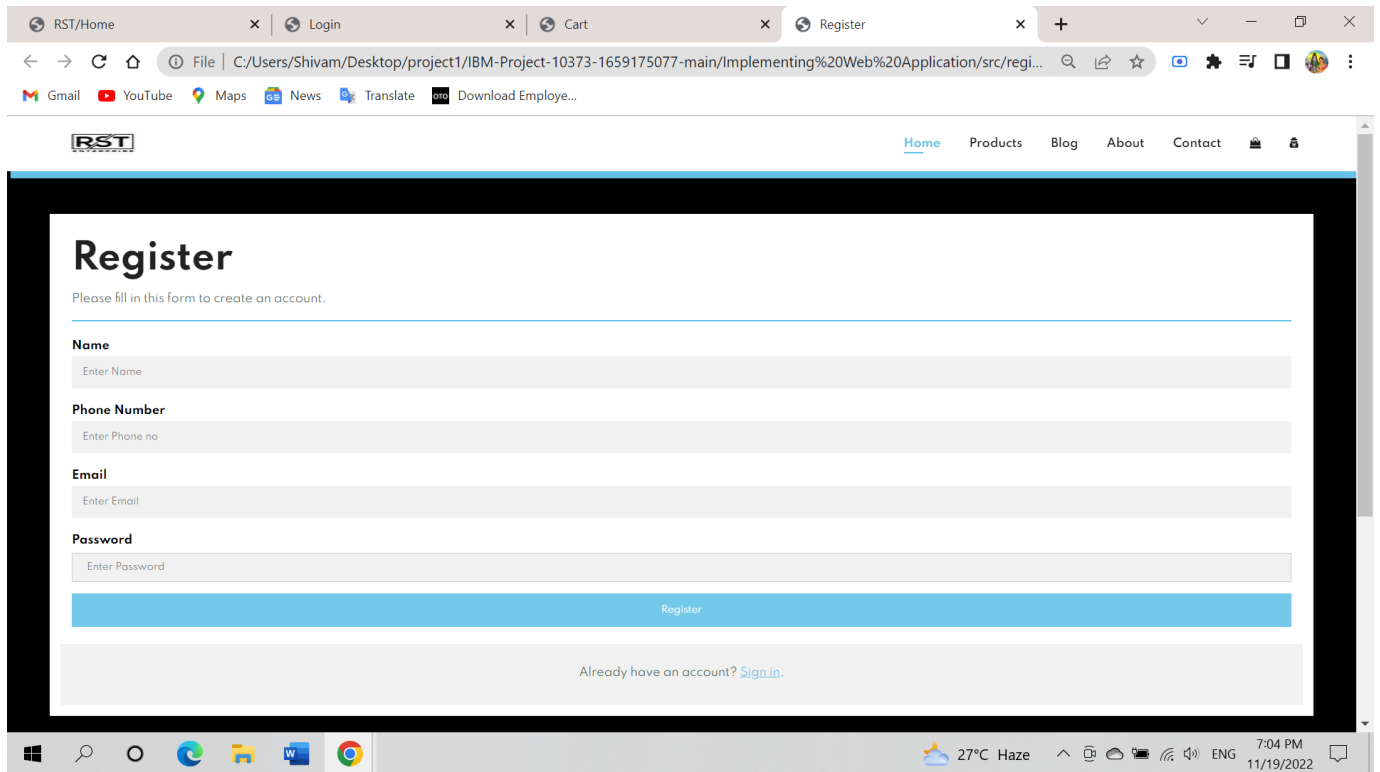 RST/Home Login Cart Register
File C:/Users/Shivam/Desktop/project1/IBM-Project-10373-1659175077-main/Implementing%20Web%20Application/src/regi...
Gmail YouTube Maps News Translate OTO Download Employe...
RST Home Products Blog About Contact
ENTERPRISE
Register
Please fill in this form to create an account.
Name
Enter Name
Phone Number
Enter Phone no
Email
Enter Email
Password
Enter Password
Register
Already have an account? Sign in.
27°C Haze ENG 7:04 PM
11/19/2022